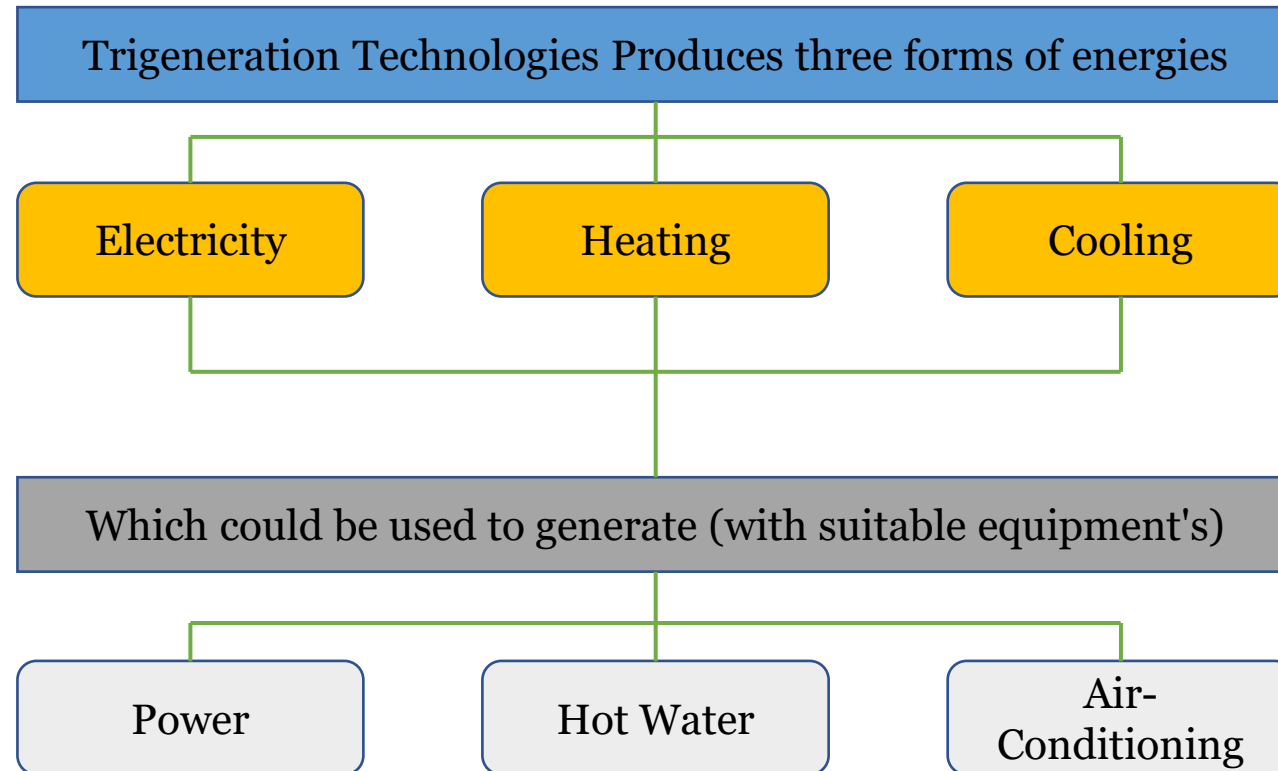 Trigeneration Technologies Produces three forms of energies
Electricity
Heating
Cooling
Which could be used to generate (with suitable equipment's)
Power
Hot Water
Air-
Conditioning